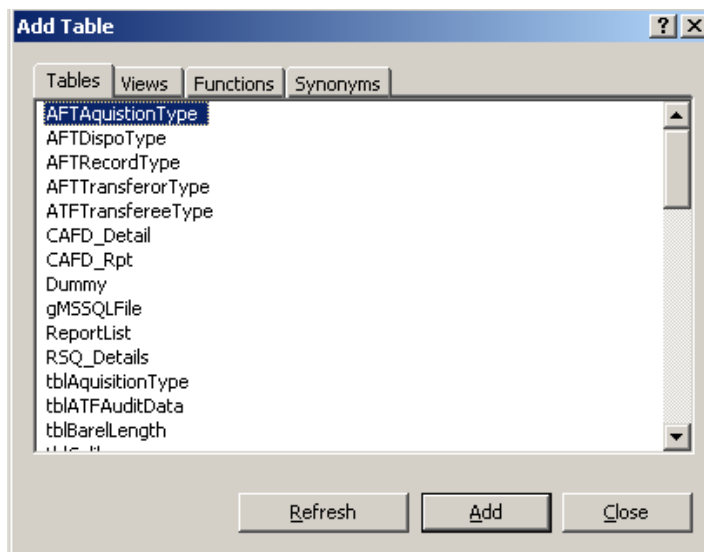 Add Table
Tables Views Functions Synonyms
AFTAquistionType
AFTDispoType
AFTRecordType
AFTTransferorType
ATFTransfereeType
CAFD_Detail
CAFD_Rpt
Dummy
gMSSQLFile
ReportList
RSQ_Details
tblAquisitionType
tblATFAuditData
tblBarelLength
Refresh Add Close